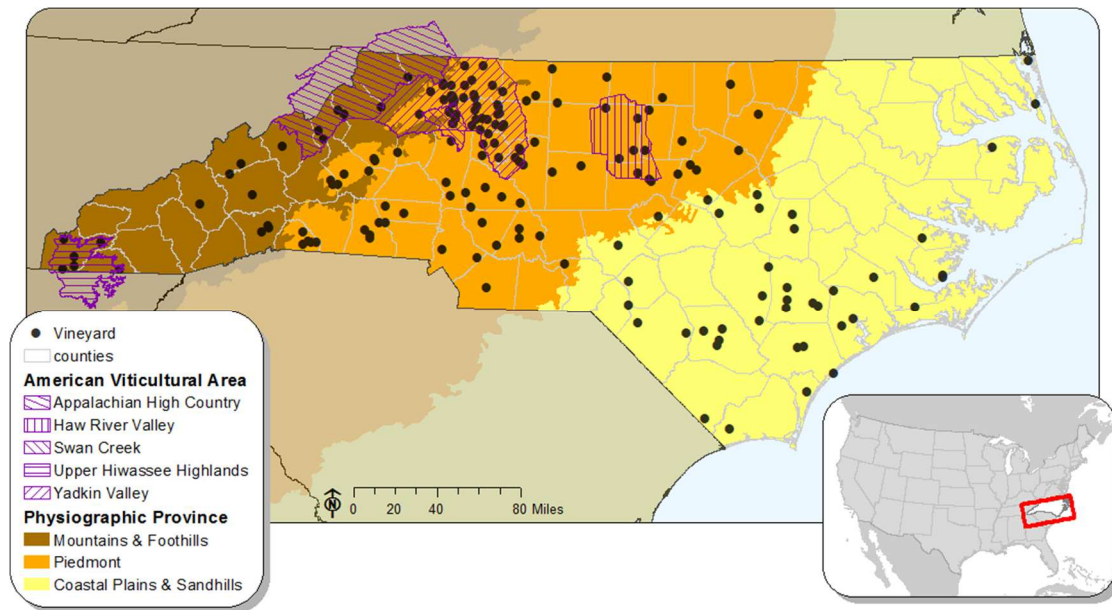 Vineyard
counties
American Viticultural Area
Appalachian High Country
Haw River Valley
Swan Creek
Upper Hiwassee Highlands
Yadkin Valley
Physiographic Province
Mountains & Foothills
Piedmont
Coastal Plains & Sandhills
N
0 20 40 80 Miles